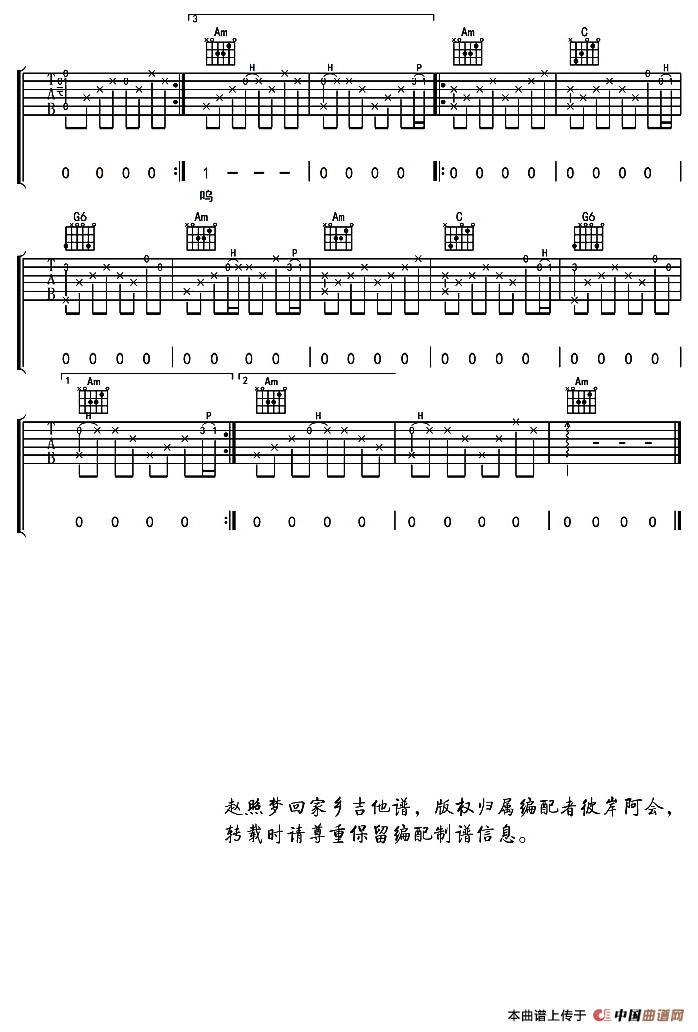 3
Am Am C
H H P H
T A B
0 0 0 0 :‖ 1 - - - | 0 0 0 0 ‖: 0 0 0 0 | 0 0 0 0
呜
G6 Am Am C G6
H P H
T A B
0 0 0 0 | 0 0 0 0 | 0 0 0 0 | 0 0 0 0 | 0 0 0 0
1 2
Am Am Am
H P H H
T A B
0 0 0 0 :‖ 0 0 0 0 | 0 0 0 0 | 0 0 0 0
赵照梦回家乡吉他谱，版权归属编配者彼岸阿会，
转载时请尊重保留编配制谱信息。
本曲谱上传于 中国曲谱网